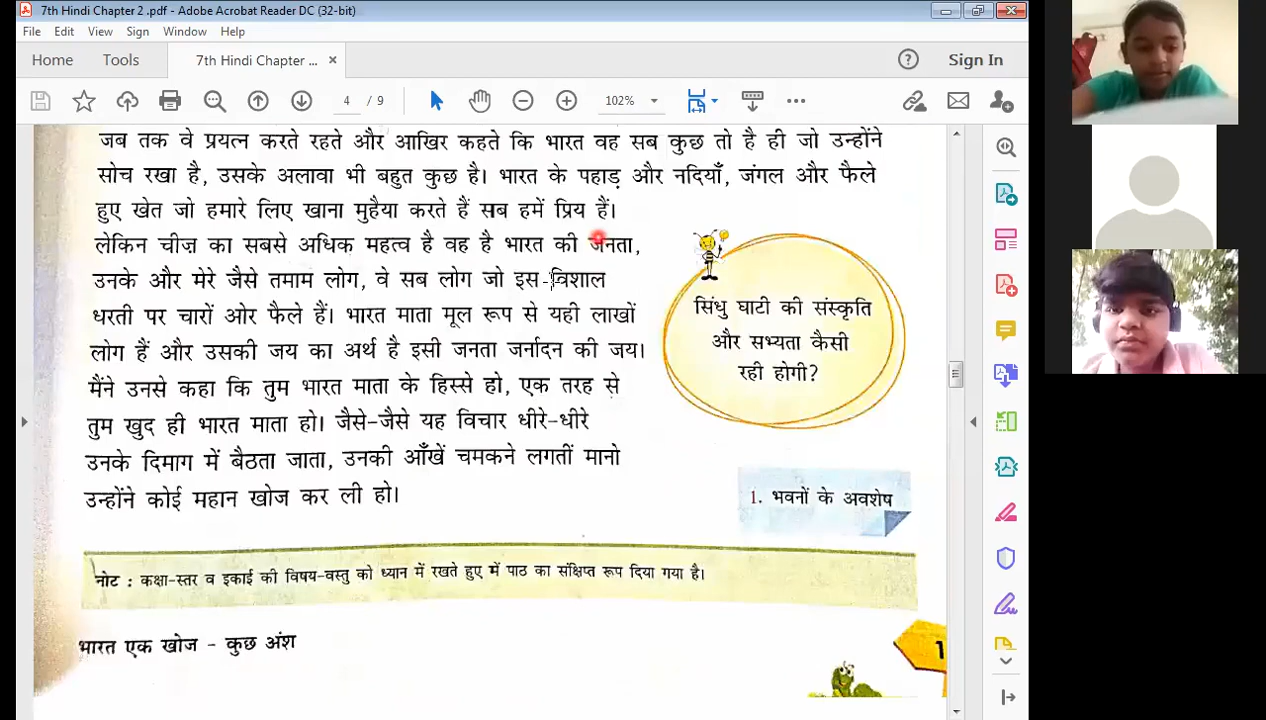 7th Hindi Chapter 2 .pdf - Adobe Acrobat Reader DC (32-bit)
File Edit View Sign Window Help
Home Tools 7th Hindi Chapter ... × Sign In
4 / 9 102%
जब तक वे प्रयत्न करते रहते और आखिर कहते कि भारत वह सब कुछ तो है ही जो उन्होंने
सोच रखा है, उसके अलावा भी बहुत कुछ है। भारत के पहाड़ और नदियाँ, जंगल और फैले
हुए खेत जो हमारे लिए खाना मुहैया करते हैं सब हमें प्रिय हैं।
लेकिन चीज़ का सबसे अधिक महत्व है वह है भारत की जनता,
उनके और मेरे जैसे तमाम लोग, वे सब लोग जो इस विशाल
धरती पर चारों ओर फैले हैं। भारत माता मूल रूप से यही लाखों
लोग हैं और उसकी जय का अर्थ है इसी जनता जर्नादन की जय।
मैंने उनसे कहा कि तुम भारत माता के हिस्से हो, एक तरह से
तुम खुद ही भारत माता हो। जैसे-जैसे यह विचार धीरे-धीरे
उनके दिमाग में बैठता जाता, उनकी आँखें चमकने लगतीं मानो
उन्होंने कोई महान खोज कर ली हो।
सिंधु घाटी की संस्कृति
और सभ्यता कैसी
रही होगी?
1. भवनों के अवशेष
नोट : कक्षा-स्तर व इकाई की विषय-वस्तु को ध्यान में रखते हुए में पाठ का संक्षिप्त रूप दिया गया है।
भारत एक खोज - कुछ अंश
1